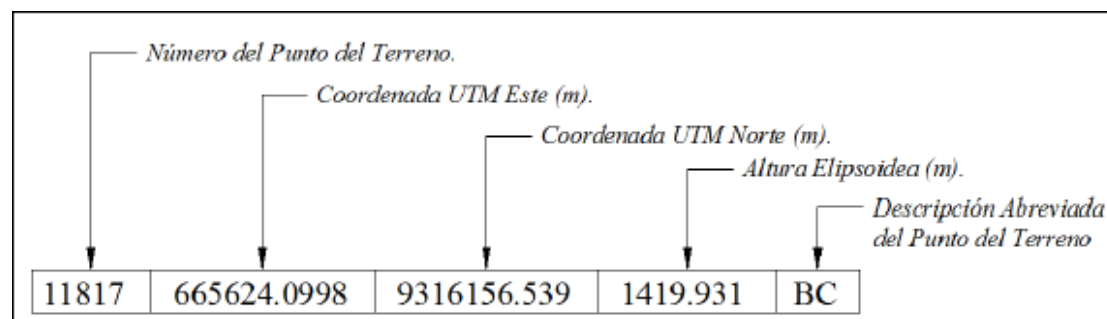 Número del Punto del Terreno.
Coordenada UTM Este (m).
Coordenada UTM Norte (m).
Altura Elipsoidea (m).
Descripción Abreviada
del Punto del Terreno
11817 665624.0998 9316156.539 1419.931 BC